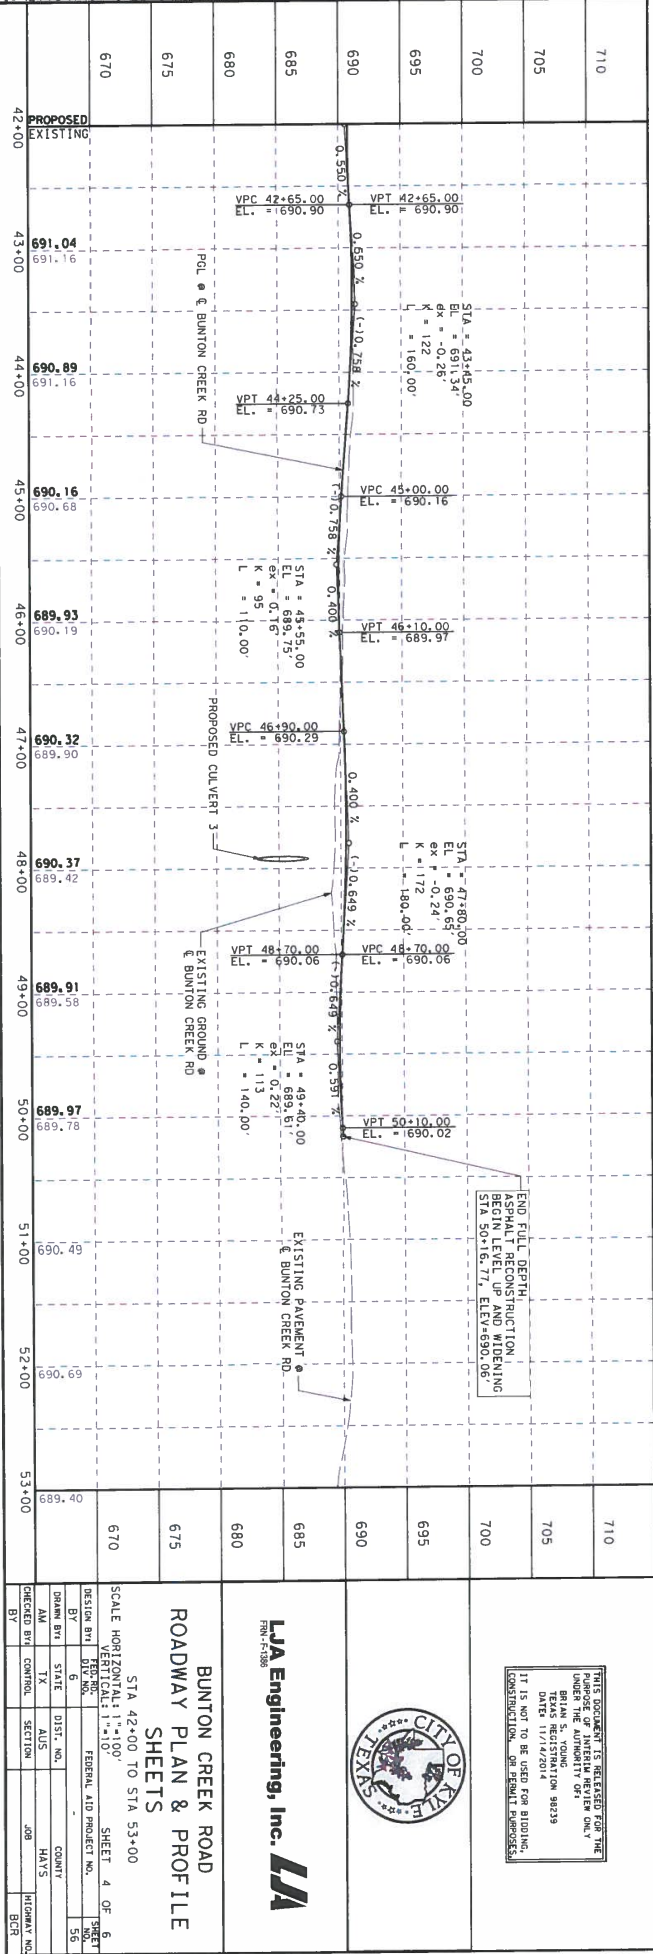 710
705
700
695
690
685
680
675
670
PROPOSED
EXISTING
42+00
691.04
691.16
43+00
690.89
691.16
44+00
690.16
690.68
45+00
689.93
690.19
46+00
690.32
689.90
47+00
690.37
689.42
48+00
689.91
689.58
49+00
689.97
689.78
50+00
690.49
51+00
690.69
52+00
689.40
53+00
0.550 %
VPC 42+65.00
EL. = 690.90
VPT 42+65.00
EL. = 690.90
0.550 %
(-)0.758 %
STA = 43+45.00
EL = 691.34'
ex = -0.26'
K = 122
L = 160.00'
VPT 44+25.00
EL. = 690.73
PGL @ ℄ BUNTON CREEK RD
VPC 45+00.00
EL. = 690.16
(-)0.758 %
0.400 %
STA = 45+55.00
EL = 689.75'
ex = 0.16'
K = 95
L = 110.00'
VPT 46+10.00
EL. = 689.97
VPC 46+90.00
EL. = 690.29
0.400 %
(-)0.649 %
PROPOSED CULVERT 3
STA = 47+80.00
EL = 690.65'
ex = -0.24'
K = 172
L = 180.00'
VPT 48+70.00
EL. = 690.06
VPC 48+70.00
EL. = 690.06
EXISTING GROUND @
℄ BUNTON CREEK RD
(-)0.649 %
0.591 %
STA = 49+40.00
EL = 689.61'
ex = 0.22'
K = 113
L = 140.00'
VPT 50+10.00
EL. = 690.02
END FULL DEPTH
ASPHALT RECONSTRUCTION
BEGIN LEVEL UP AND WIDENING
STA 50+16.77, ELEV=690.06'
EXISTING PAVEMENT @
℄ BUNTON CREEK RD
710
705
700
695
690
685
680
675
670
THIS DOCUMENT IS RELEASED FOR THE
PURPOSE OF INTERIM REVIEW ONLY
UNDER THE AUTHORITY OF:
BRIAN S. YOUNG
TEXAS REGISTRATION 98239
DATE: 11/14/2014
IT IS NOT TO BE USED FOR BIDDING,
CONSTRUCTION, OR PERMIT PURPOSES.
CITY OF KYLE
TEXAS
LJA Engineering, Inc. LJA
FRN-F-1386
BUNTON CREEK ROAD
ROADWAY PLAN & PROFILE
SHEETS
STA 42+00 TO STA 53+00
SCALE HORIZONTAL: 1"=100'
VERTICAL: 1"=10'
SHEET 4 OF 6
DESIGN BY: FED.RD. DIV.NO. FEDERAL AID PROJECT NO. SHEET NO.
BY 6 - 56
DRAWN BY: STATE DIST. NO. COUNTY
AM TX AUS HAYS
CHECKED BY: CONTROL SECTION JOB HIGHWAY NO.
BY BCR